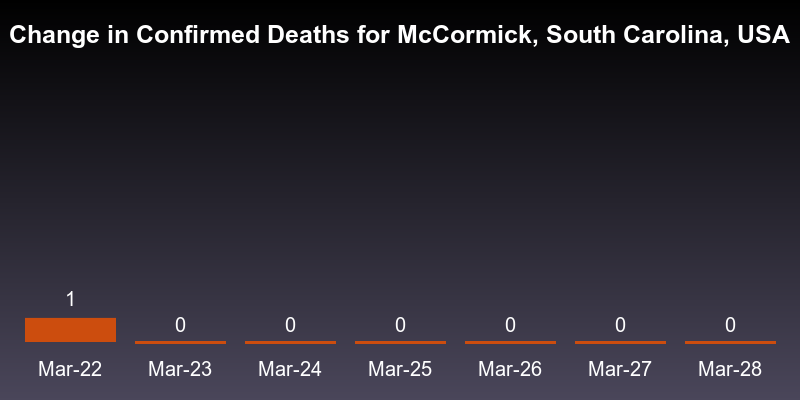 Change in Confirmed Deaths for McCormick, South Carolina, USA
1
0 0 0 0 0 0
Mar-22 Mar-23 Mar-24 Mar-25 Mar-26 Mar-27 Mar-28